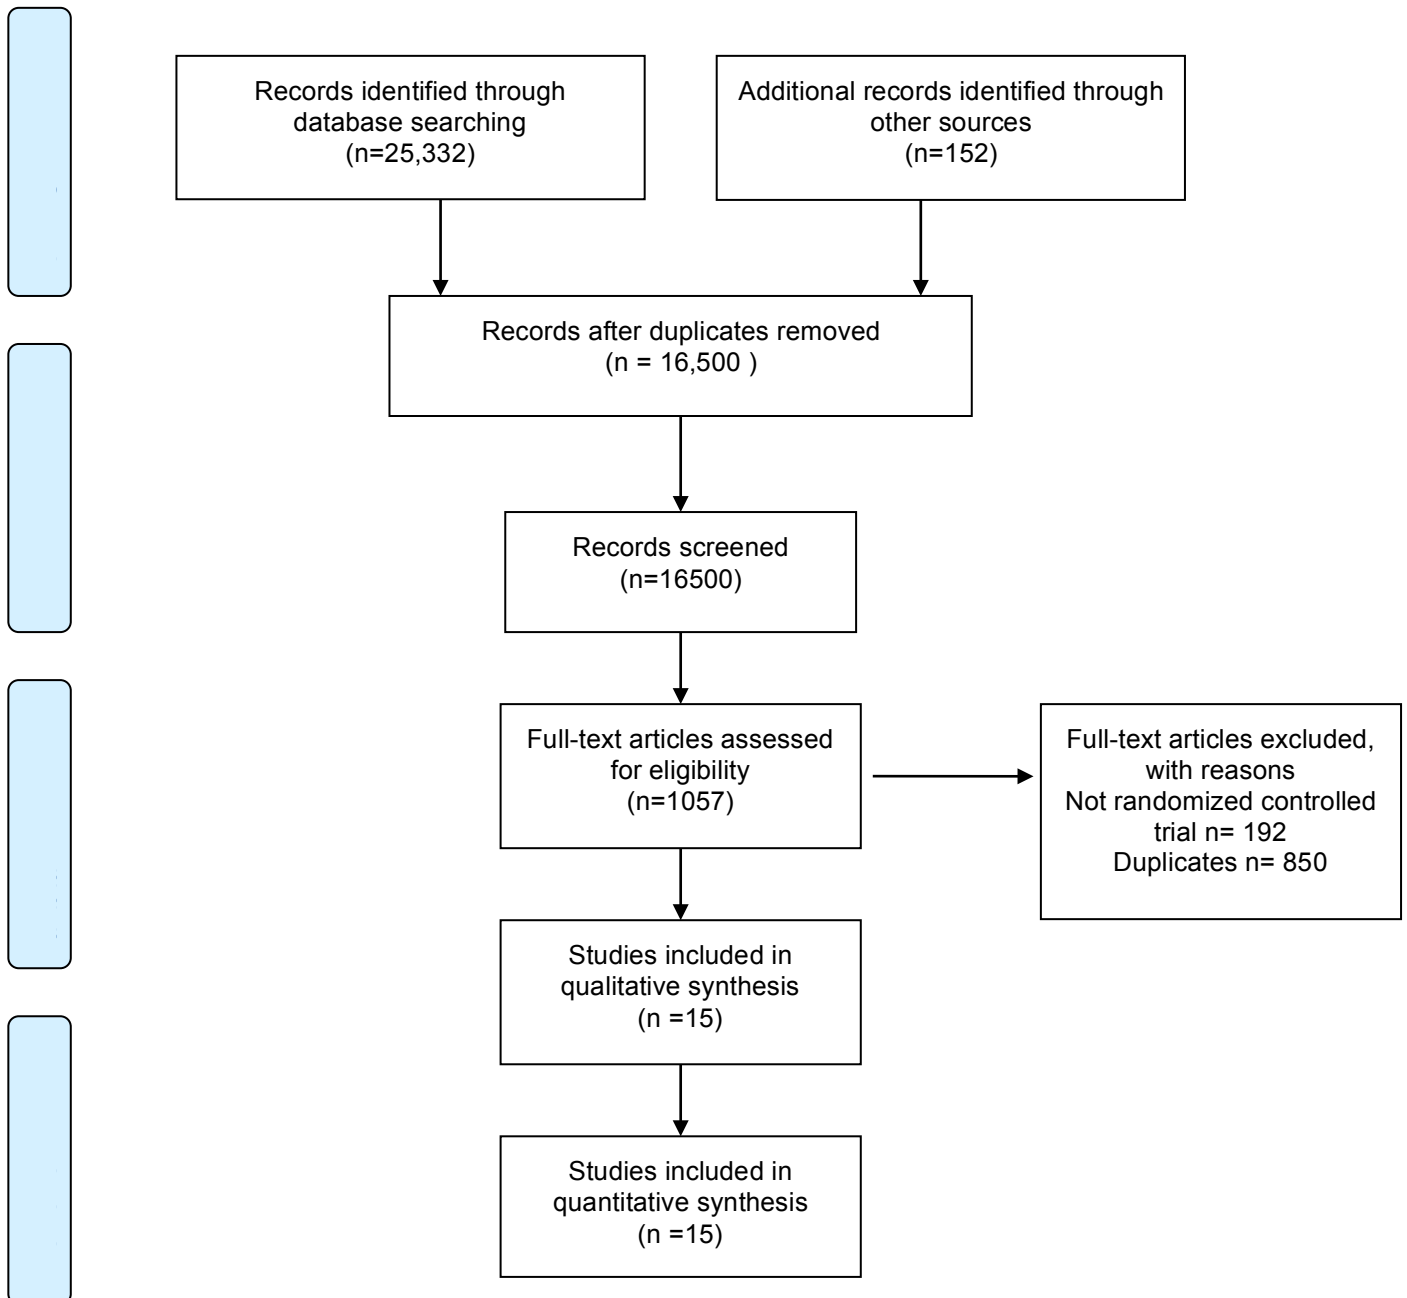 Records identified through
database searching
(n=25,332)
Additional records identified through
other sources
(n=152)
Records after duplicates removed
(n = 16,500 )
Records screened
(n=16500)
Full-text articles assessed
for eligibility
(n=1057)
Full-text articles excluded,
with reasons
Not randomized controlled
trial n= 192
Duplicates n= 850
Studies included in
qualitative synthesis
(n =15)
Studies included in
quantitative synthesis
(n =15)